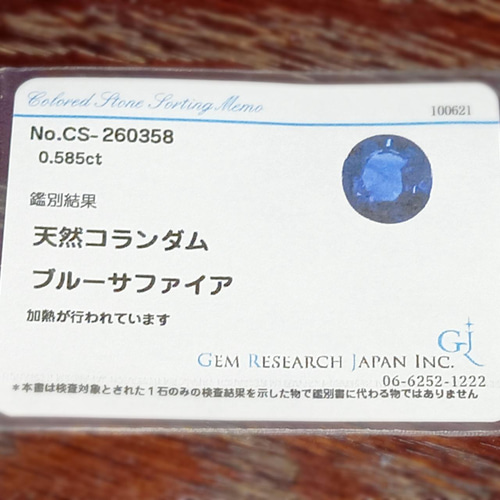 Colored Stone Sorting Memo
100621
No.CS-260358
0.585ct
鑑別結果
天然コランダム
ブルーサファイア
加熱が行われています
GJ
GEM RESEARCH JAPAN INC.
06-6252-1222
*本書は検査対象とされた1石のみの検査結果を示した物で鑑別書に代わる物ではありません